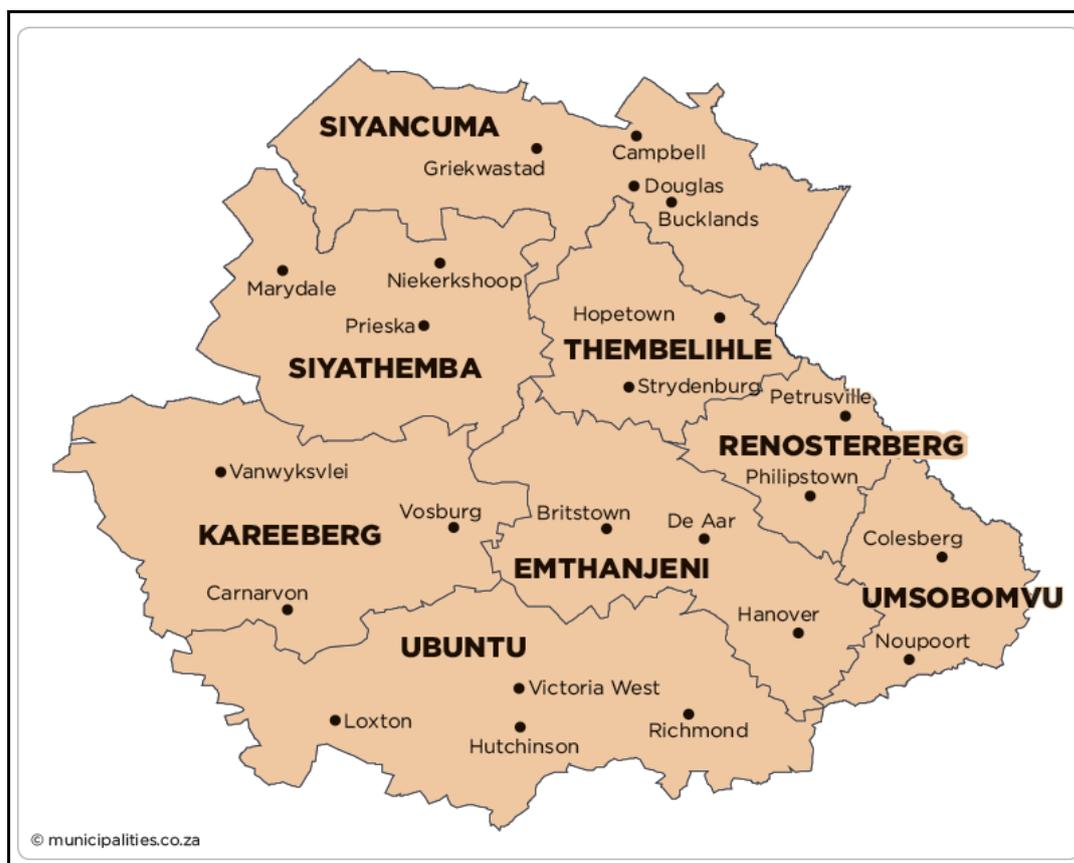 SIYANCUMA
Griekwastad
Campbell
Douglas
Bucklands
Marydale
Niekerkshoop
Prieska
SIYATHEMBA
Hopetown
THEMBELIHLE
Strydenburg
Petrusville
RENOSTERBERG
Philipstown
Vanwyksvlei
Vosburg
KAREEBERG
Carnarvon
Britstown
De Aar
EMTHANJENI
Hanover
Colesberg
UMSOBOMVU
Noupoort
UBUNTU
Victoria West
Loxton
Hutchinson
Richmond
© municipalities.co.za